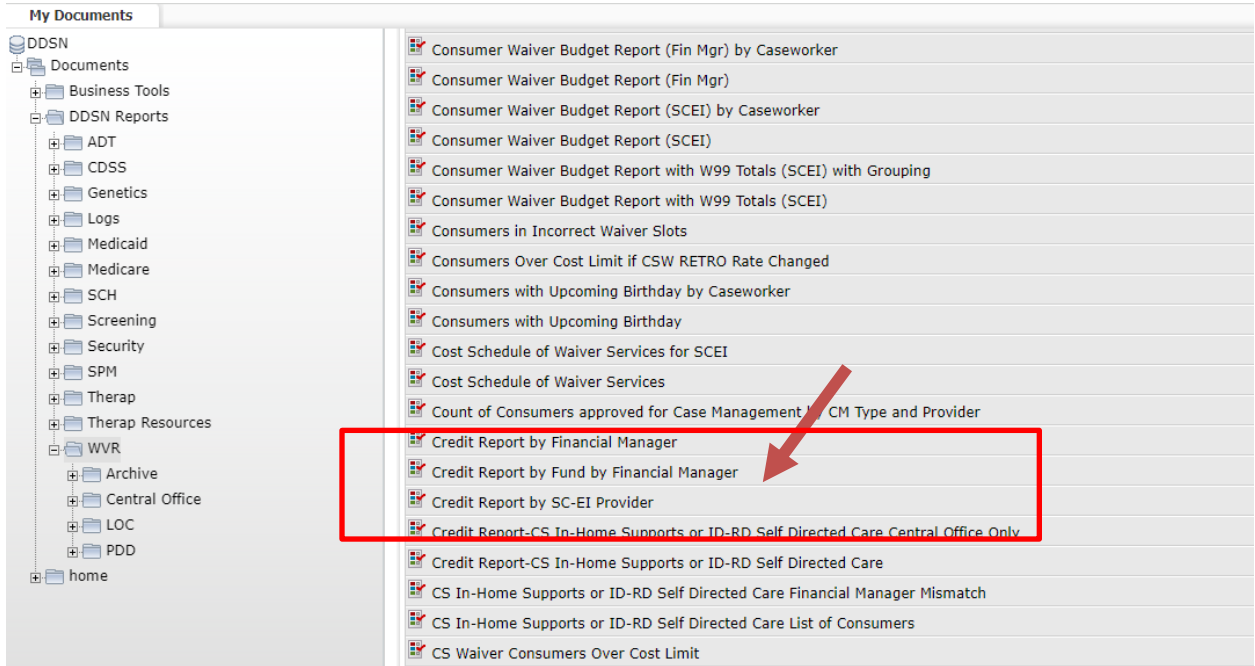 My Documents
DDSN
Documents
Business Tools
DDSN Reports
ADT
CDSS
Genetics
Logs
Medicaid
Medicare
SCH
Screening
Security
SPM
Therap
Therap Resources
WVR
Archive
Central Office
LOC
PDD
home
Consumer Waiver Budget Report (Fin Mgr) by Caseworker
Consumer Waiver Budget Report (Fin Mgr)
Consumer Waiver Budget Report (SCEI) by Caseworker
Consumer Waiver Budget Report (SCEI)
Consumer Waiver Budget Report with W99 Totals (SCEI) with Grouping
Consumer Waiver Budget Report with W99 Totals (SCEI)
Consumers in Incorrect Waiver Slots
Consumers Over Cost Limit if CSW RETRO Rate Changed
Consumers with Upcoming Birthday by Caseworker
Consumers with Upcoming Birthday
Cost Schedule of Waiver Services for SCEI
Cost Schedule of Waiver Services
Count of Consumers approved for Case Management by CM Type and Provider
Credit Report by Financial Manager
Credit Report by Fund by Financial Manager
Credit Report by SC-EI Provider
Credit Report-CS In-Home Supports or ID-RD Self Directed Care Central Office Only
Credit Report-CS In-Home Supports or ID-RD Self Directed Care
CS In-Home Supports or ID-RD Self Directed Care Financial Manager Mismatch
CS In-Home Supports or ID-RD Self Directed Care List of Consumers
CS Waiver Consumers Over Cost Limit